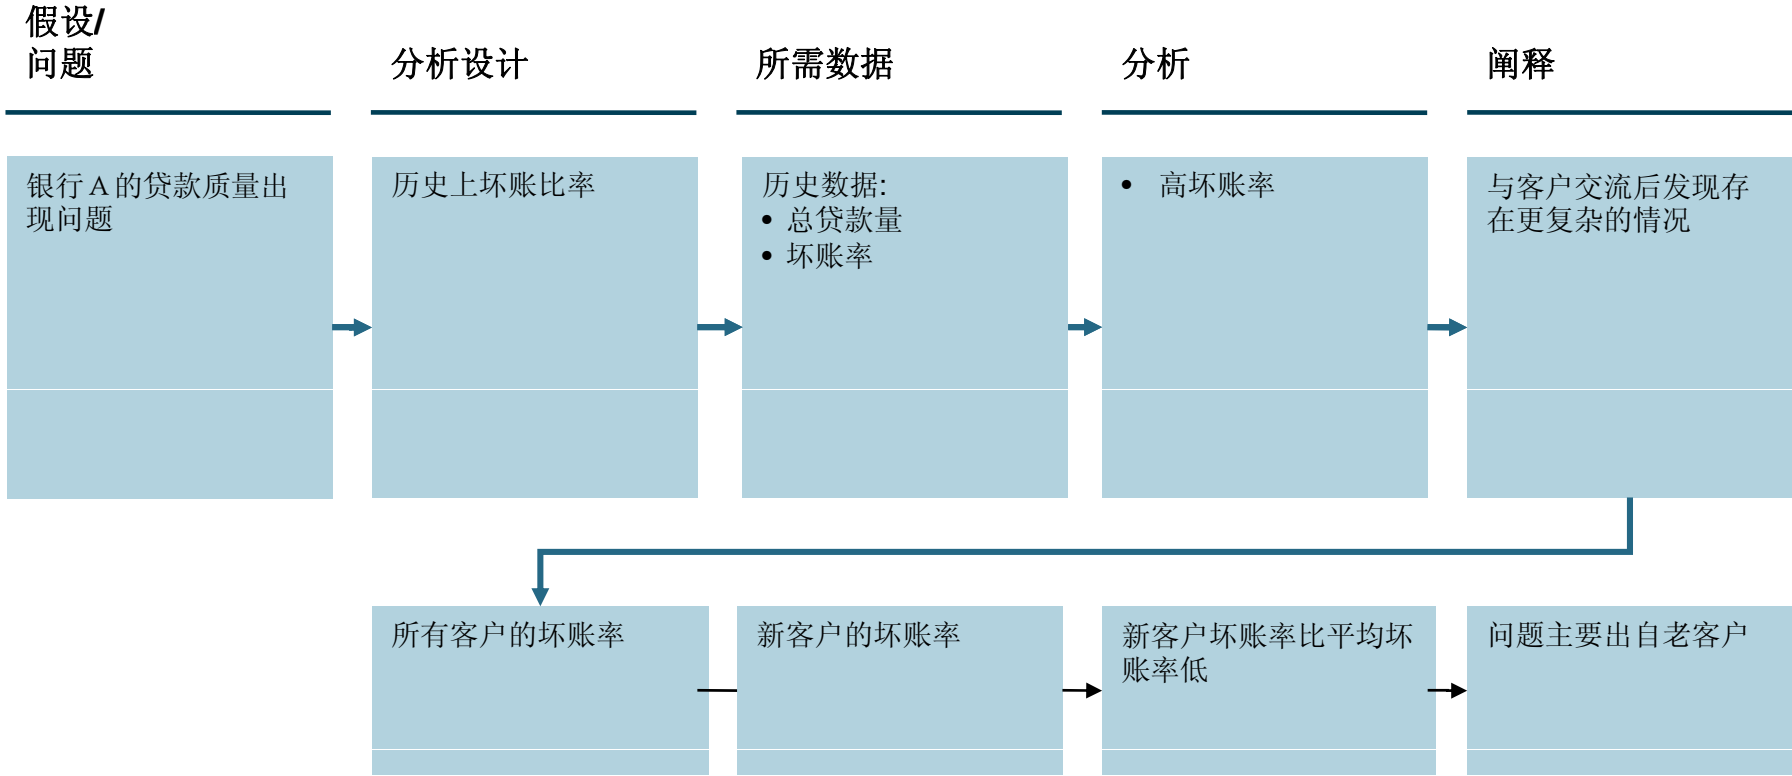 假设/
问题
分析设计
所需数据
分析
阐释
银行A的贷款质量出
现问题
历史上坏账比率
历史数据:
• 总贷款量
• 坏账率
• 高坏账率
与客户交流后发现存
在更复杂的情况
所有客户的坏账率
新客户的坏账率
新客户坏账率比平均坏
账率低
问题主要出自老客户